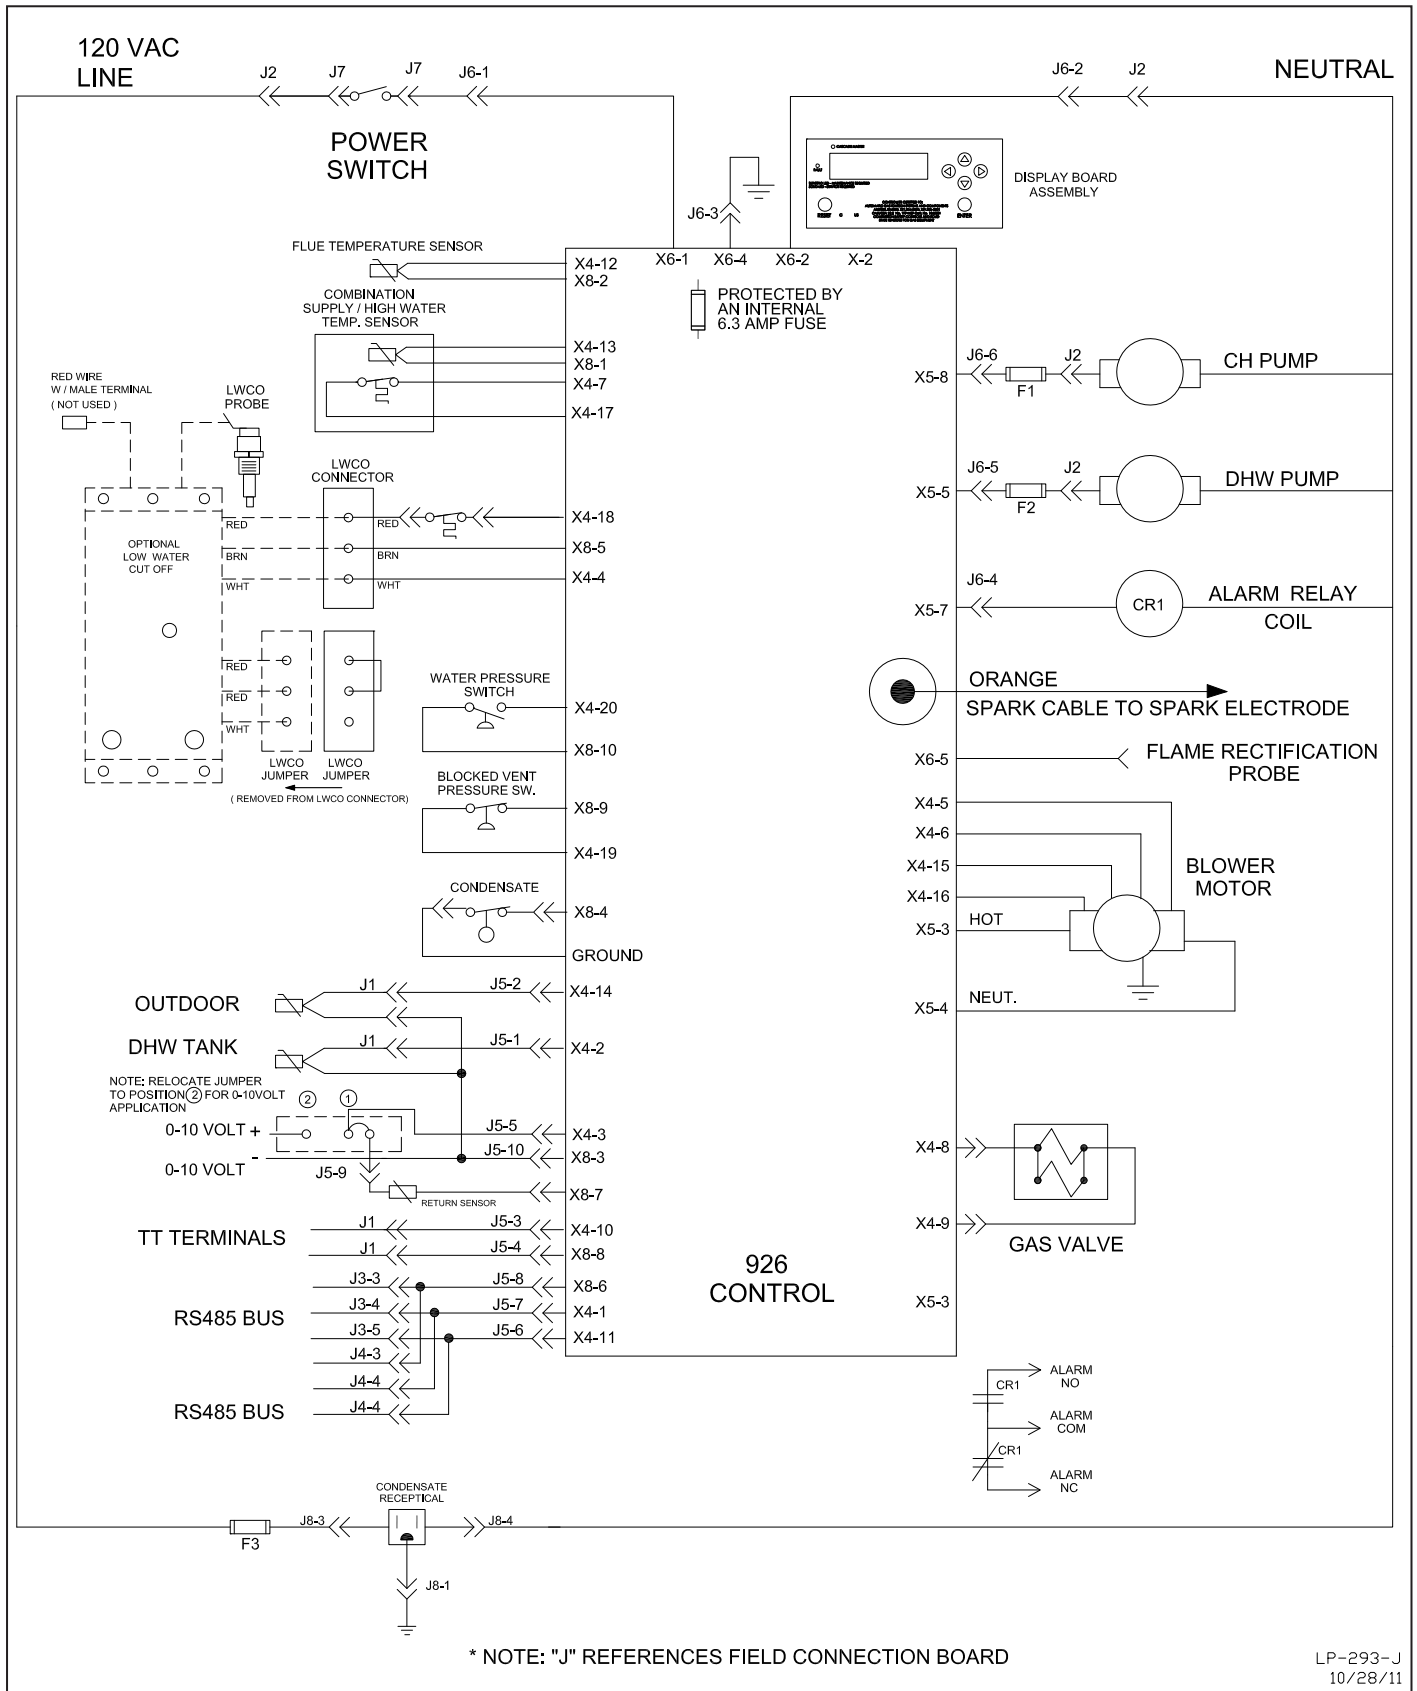 120 VAC
LINE
J2
J7
J7
J6-1
J6-2
J2
NEUTRAL
POWER
SWITCH
DISPLAY BOARD
ASSEMBLY
RESET
ENTER
J6-3
FLUE TEMPERATURE SENSOR
X4-12
X8-2
X6-1
X6-4
X6-2
X-2
PROTECTED BY
AN INTERNAL
6.3 AMP FUSE
COMBINATION
SUPPLY / HIGH WATER
TEMP. SENSOR
X4-13
X8-1
X4-7
X4-17
RED WIRE
W / MALE TERMINAL
( NOT USED )
LWCO
PROBE
LWCO
CONNECTOR
X5-8
J6-6
F1
J2
CH PUMP
X5-5
J6-5
F2
J2
DHW PUMP
OPTIONAL
LOW WATER
CUT OFF
RED
BRN
WHT
RED
BRN
WHT
X4-18
X8-5
X4-4
X5-7
J6-4
CR1
ALARM RELAY
COIL
RED
RED
WHT
LWCO
JUMPER
LWCO
JUMPER
( REMOVED FROM LWCO CONNECTOR)
WATER PRESSURE
SWITCH
X4-20
X8-10
ORANGE
SPARK CABLE TO SPARK ELECTRODE
X6-5
FLAME RECTIFICATION
PROBE
BLOCKED VENT
PRESSURE SW.
X8-9
X4-19
X4-5
X4-6
X4-15
X4-16
X5-3
HOT
BLOWER
MOTOR
X5-4
NEUT.
CONDENSATE
X8-4
GROUND
OUTDOOR
J1
J5-2
X4-14
DHW TANK
J1
J5-1
X4-2
NOTE: RELOCATE JUMPER
TO POSITION 2 FOR 0-10VOLT
APPLICATION
2
1
0-10 VOLT +
J5-5
X4-3
0-10 VOLT -
J5-10
X8-3
J5-9
RETURN SENSOR
X8-7
X4-8
X4-9
GAS VALVE
TT TERMINALS
J1
J5-3
X4-10
J1
J5-4
X8-8
RS485 BUS
J3-3
J5-8
X8-6
J3-4
J5-7
X4-1
J3-5
J5-6
X4-11
RS485 BUS
J4-3
J4-4
J4-4
926
CONTROL
X5-3
CR1
ALARM
NO
ALARM
COM
CR1
ALARM
NC
CONDENSATE
RECEPTICAL
F3
J8-3
J8-4
J8-1
* NOTE: "J" REFERENCES FIELD CONNECTION BOARD
LP-293-J
10/28/11